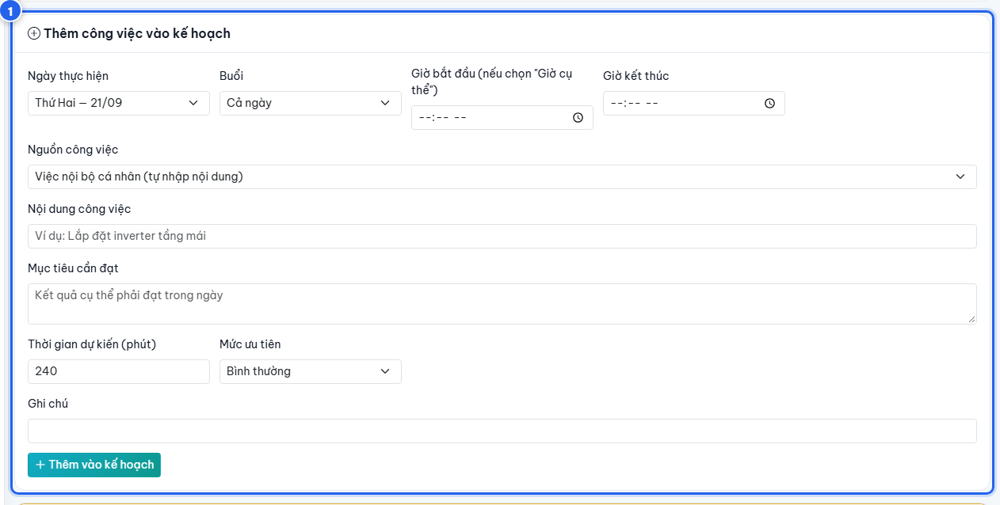 1
Thêm công việc vào kế hoạch
Ngày thực hiện
Thứ Hai — 21/09
Buổi
Cả ngày
Giờ bắt đầu (nếu chọn "Giờ cụ
thể")
--:-- --
Giờ kết thúc
--:-- --
Nguồn công việc
Việc nội bộ cá nhân (tự nhập nội dung)
Nội dung công việc
Ví dụ: Lắp đặt inverter tầng mái
Mục tiêu cần đạt
Kết quả cụ thể phải đạt trong ngày
Thời gian dự kiến (phút)
240
Mức ưu tiên
Bình thường
Ghi chú
+ Thêm vào kế hoạch